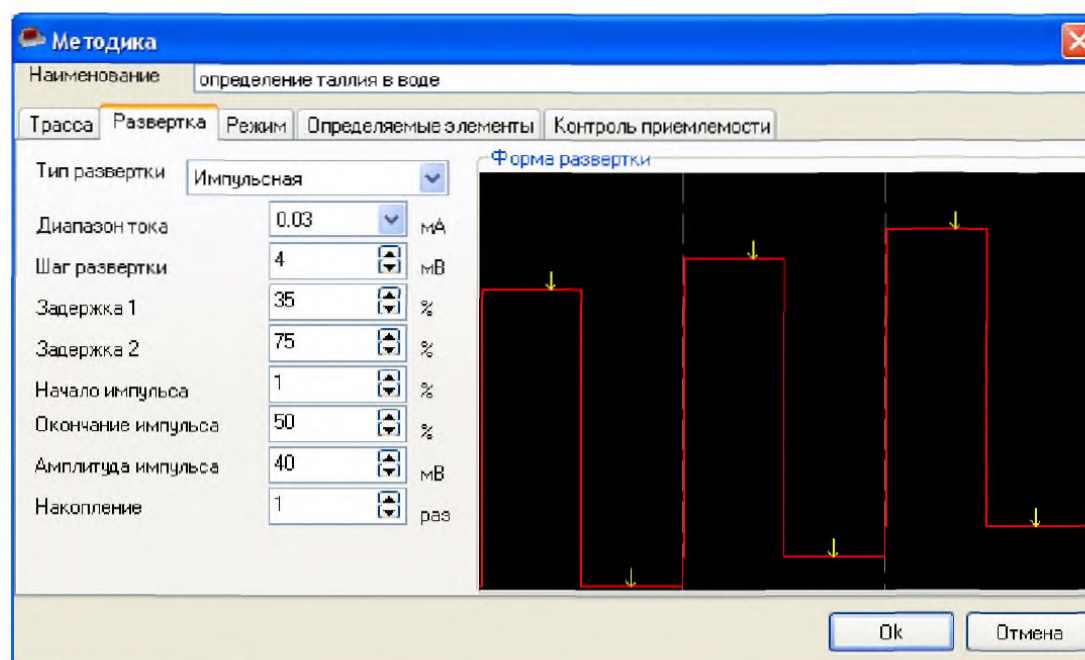 Методика
Наименование определение таллия в воде
Трасса Развертка Режим Определяемые элементы Контроль приемлемости
Тип развертки Импульсная
Диапазон тока 0.03 мА
Шаг развертки 4 мВ
Задержка 1 35 %
Задержка 2 75 %
Начало импульса 1 %
Окончание импульса 50 %
Амплитуда импульса 40 мВ
Накопление 1 раз
Форма развертки
Ok Отмена